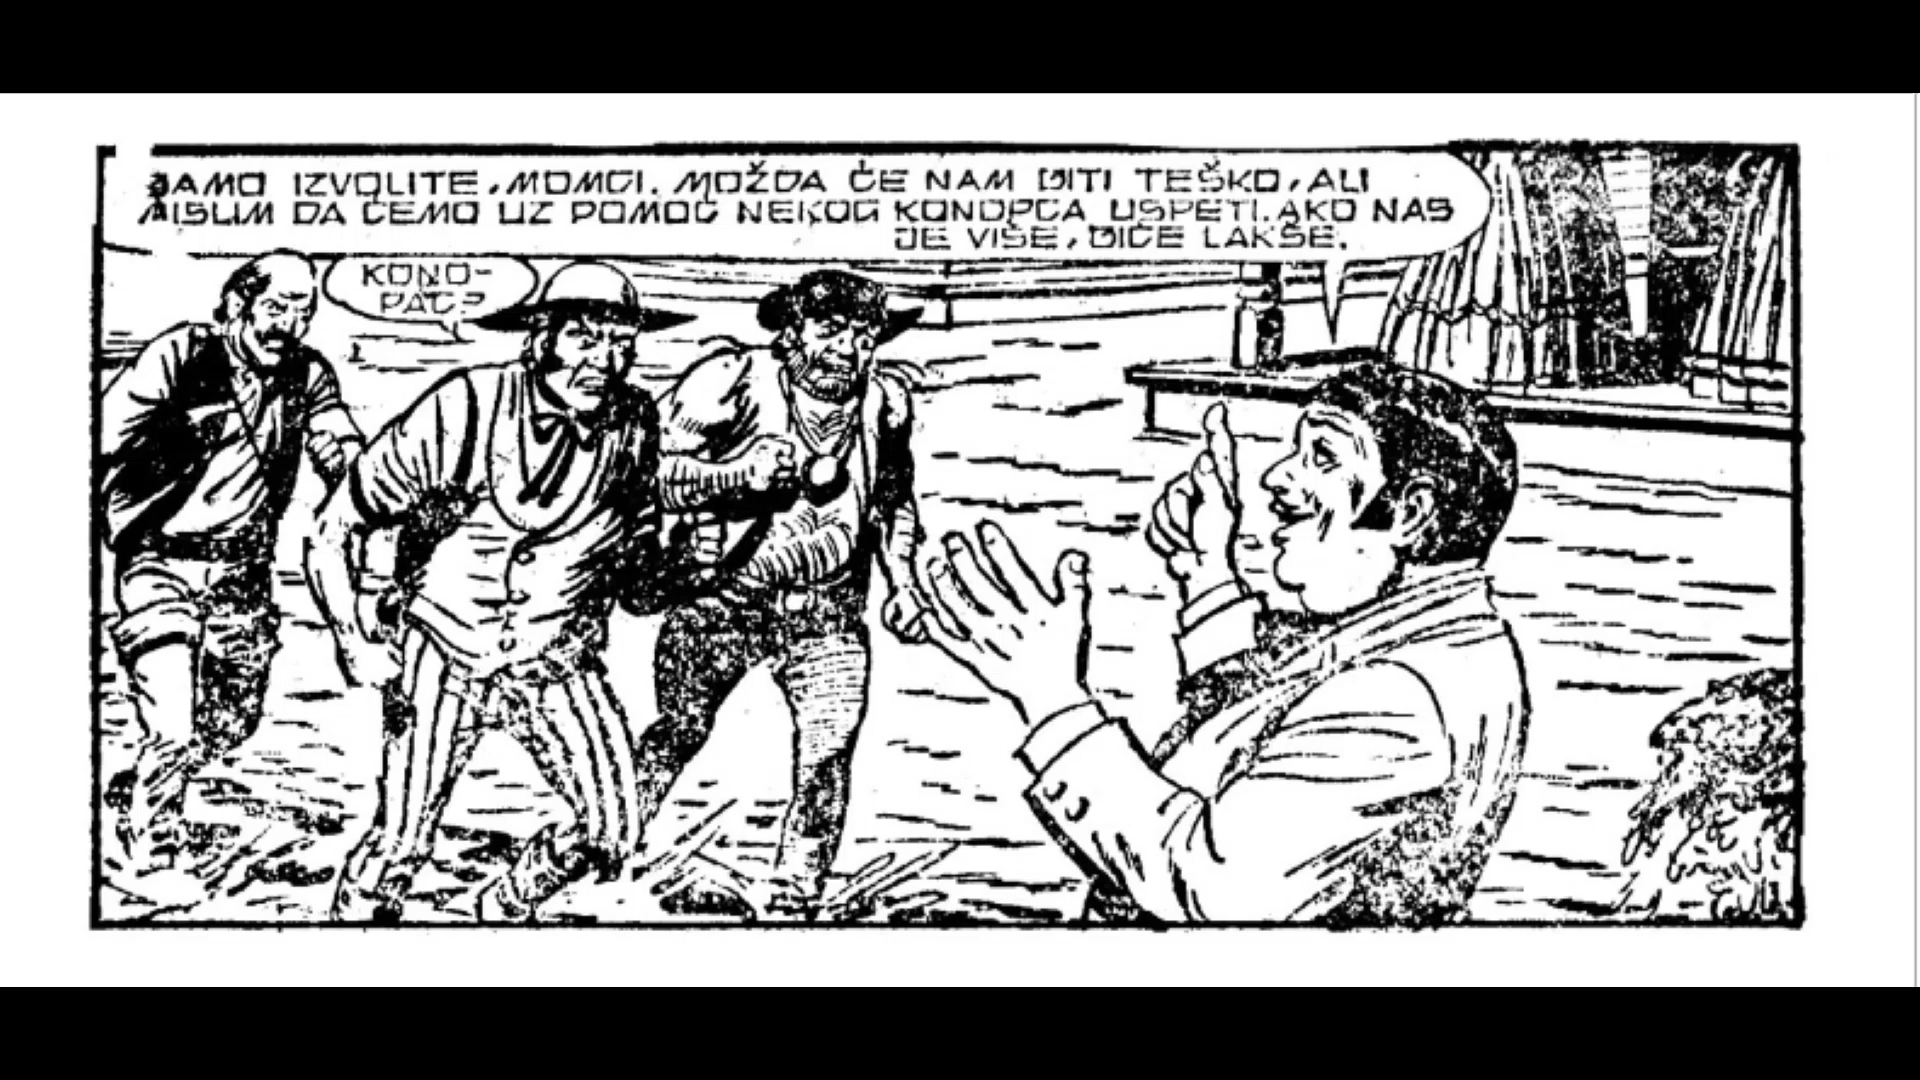 SAMO IZVOLITE, MOMCI. MOŽDA ĆE NAM BITI TEŠKO, ALI
MISLIM DA ĆEMO UZ POMOĆ NEKOG KONOPCA USPETI. AKO NAS
JE VIŠE, BIĆE LAKŠE.
KONO-
PAC?